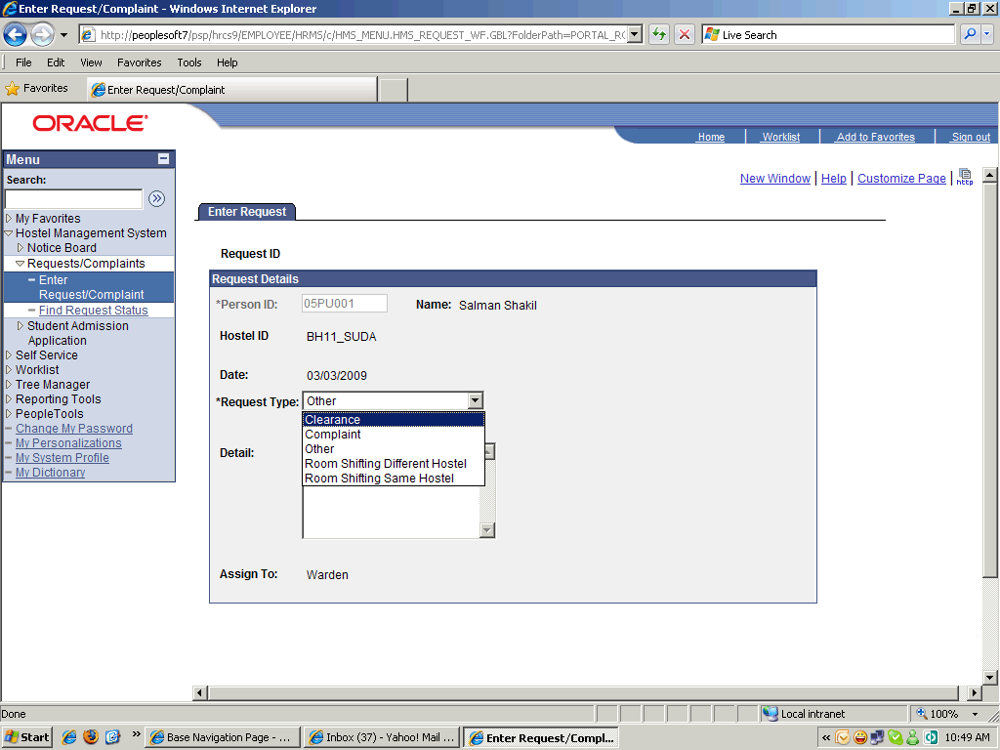 Enter Request/Complaint - Windows Internet Explorer
http://peoplesoft7/psp/hrcs9/EMPLOYEE/HRMS/c/HMS_MENU.HMS_REQUEST_WF.GBL?FolderPath=PORTAL_RO
Live Search
File Edit View Favorites Tools Help
Favorites
Enter Request/Complaint
ORACLE
Home
Worklist
Add to Favorites
Sign out
Menu
Search:
My Favorites
Hostel Management System
Notice Board
Requests/Complaints
Enter
Request/Complaint
Find Request Status
Student Admission
Application
Self Service
Worklist
Tree Manager
Reporting Tools
PeopleTools
Change My Password
My Personalizations
My System Profile
My Dictionary
New Window | Help | Customize Page | http
Enter Request
Request ID
Request Details
*Person ID: 05PU001 Name: Salman Shakil
Hostel ID BH11_SUDA
Date: 03/03/2009
*Request Type: Other
Clearance
Complaint
Other
Room Shifting Different Hostel
Room Shifting Same Hostel
Detail:
Assign To: Warden
Done
Local intranet
100%
Start
Base Navigation Page - ...
Inbox (37) - Yahoo! Mail ...
Enter Request/Compl...
10:49 AM